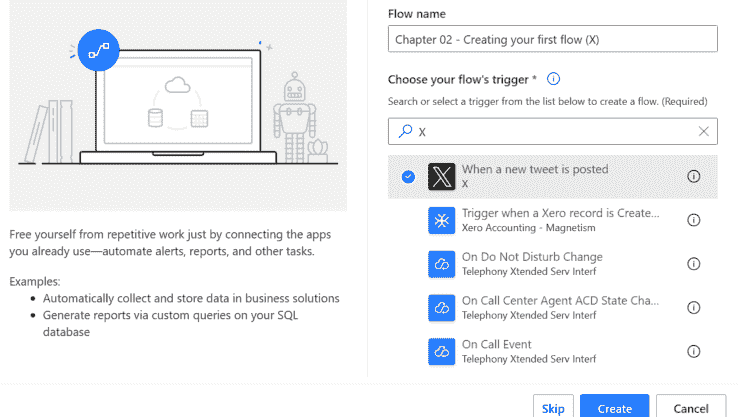 Flow name
Chapter 02 - Creating your first flow (X)
Choose your flow's trigger *
Search or select a trigger from the list below to create a flow. (Required)
X
When a new tweet is posted
X
Trigger when a Xero record is Create...
Xero Accounting - Magnetism
On Do Not Disturb Change
Telephony Xtended Serv Interf
On Call Center Agent ACD State Cha...
Telephony Xtended Serv Interf
On Call Event
Telephony Xtended Serv Interf
Free yourself from repetitive work just by connecting the apps
you already use—automate alerts, reports, and other tasks.
Examples:
Automatically collect and store data in business solutions
Generate reports via custom queries on your SQL
database
Skip
Create
Cancel